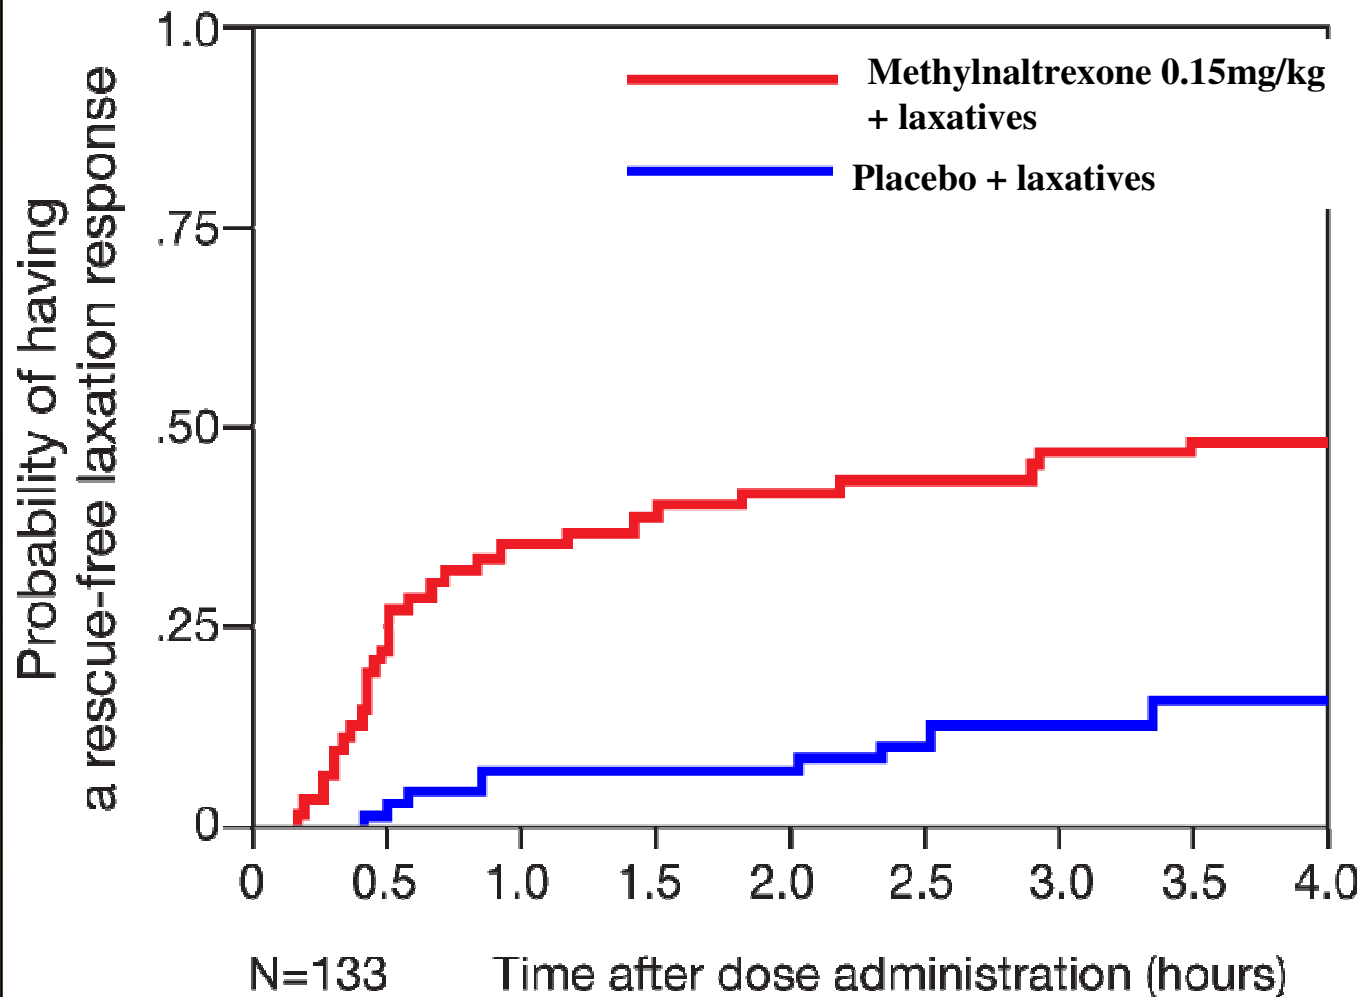 1.0
Methylnaltrexone 0.15mg/kg
+ laxatives
Placebo + laxatives
.75
.50
.25
0
Probability of having
a rescue-free laxation response
0 0.5 1.0 1.5 2.0 2.5 3.0 3.5 4.0
N=133 Time after dose administration (hours)